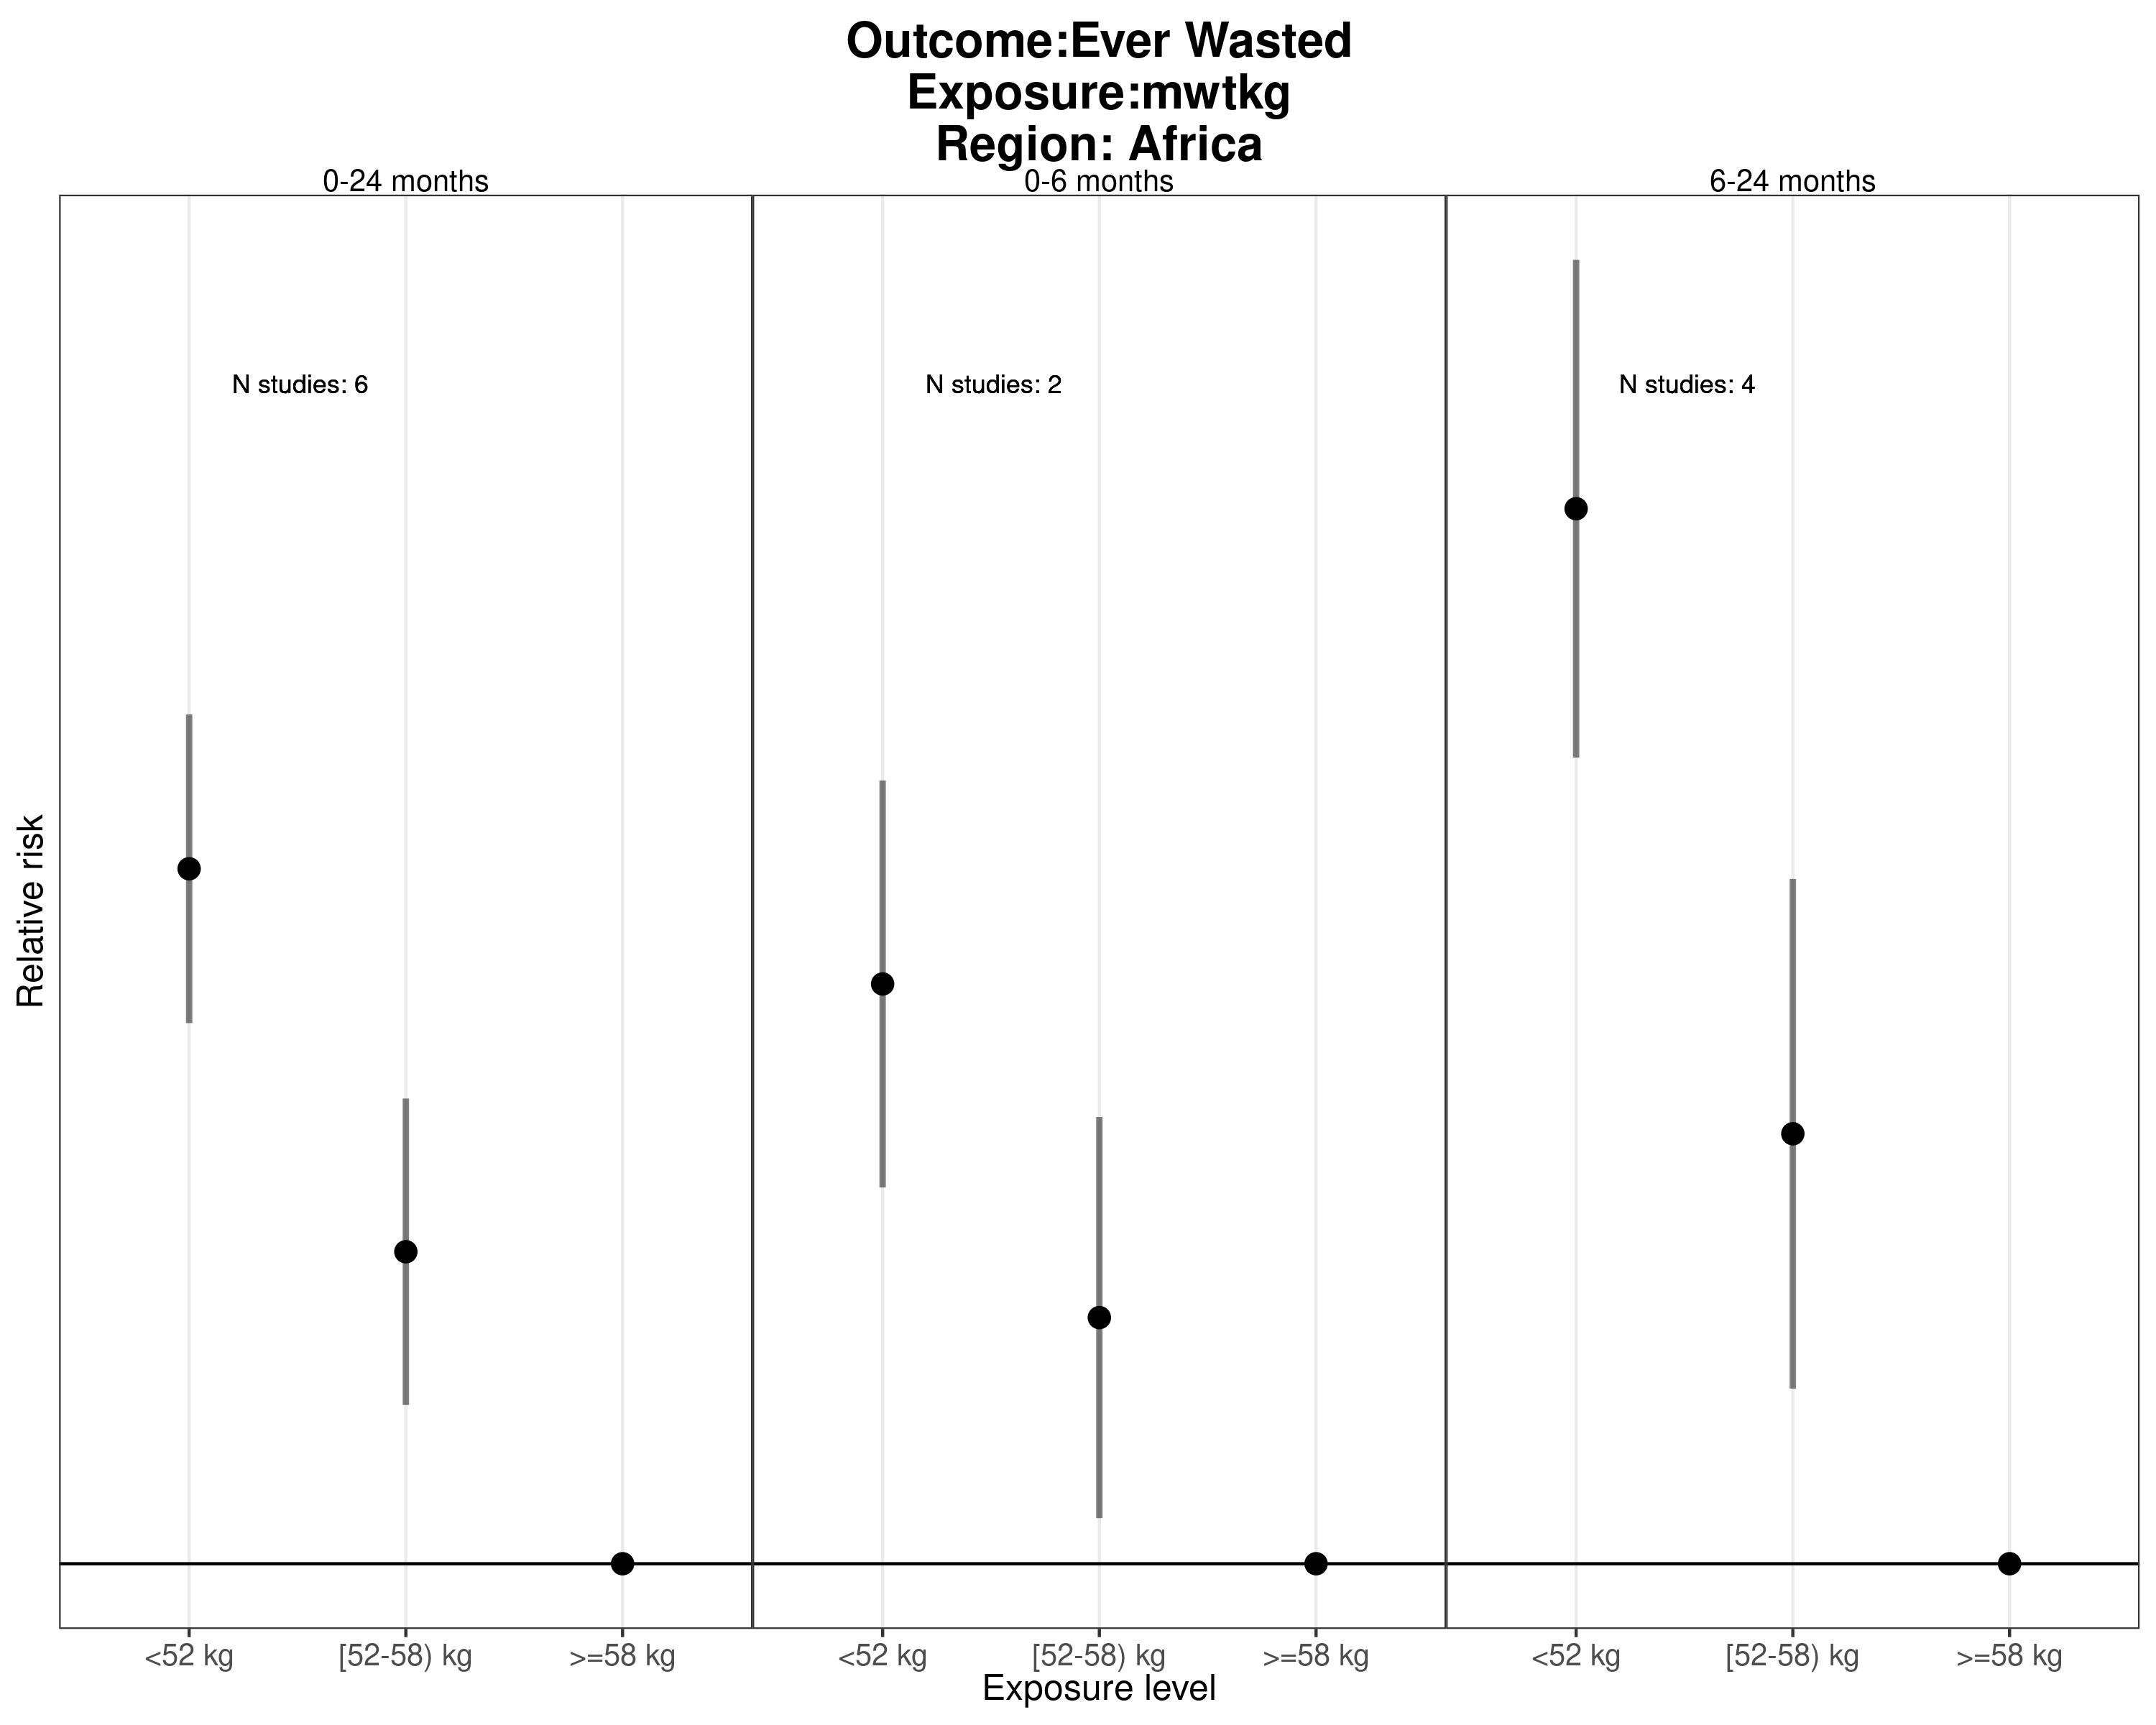 Outcome:Ever Wasted
Exposure:mwtkg
Region: Africa
0-24 months
0-6 months
6-24 months
N studies: 6
N studies: 2
N studies: 4
Relative risk
<52 kg
[52-58) kg
>=58 kg
<52 kg
[52-58) kg
>=58 kg
<52 kg
[52-58) kg
>=58 kg
Exposure level